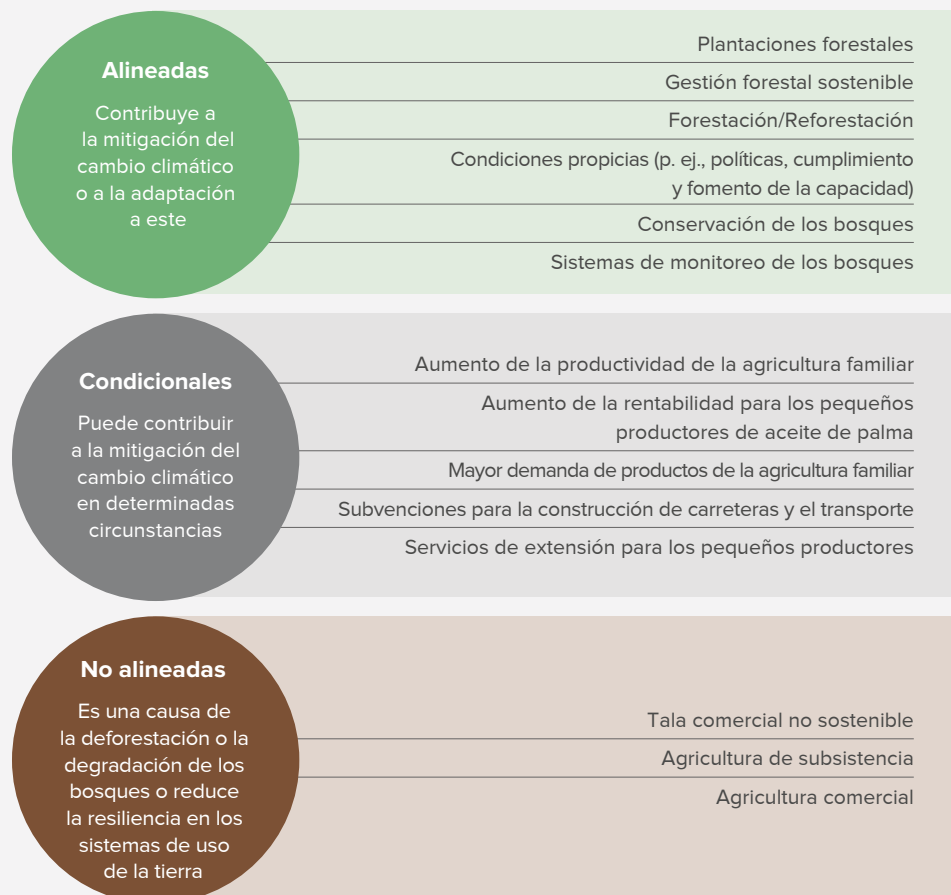 Alineadas
Contribuye a
la mitigación del
cambio climático
o a la adaptación
a este
Plantaciones forestales
Gestión forestal sostenible
Forestación/Reforestación
Condiciones propicias (p. ej., políticas, cumplimiento
y fomento de la capacidad)
Conservación de los bosques
Sistemas de monitoreo de los bosques
Condicionales
Puede contribuir
a la mitigación del
cambio climático
en determinadas
circunstancias
Aumento de la productividad de la agricultura familiar
Aumento de la rentabilidad para los pequeños
productores de aceite de palma
Mayor demanda de productos de la agricultura familiar
Subvenciones para la construcción de carreteras y el transporte
Servicios de extensión para los pequeños productores
No alineadas
Es una causa de
la deforestación o la
degradación de los
bosques o reduce
la resiliencia en los
sistemas de uso
de la tierra
Tala comercial no sostenible
Agricultura de subsistencia
Agricultura comercial